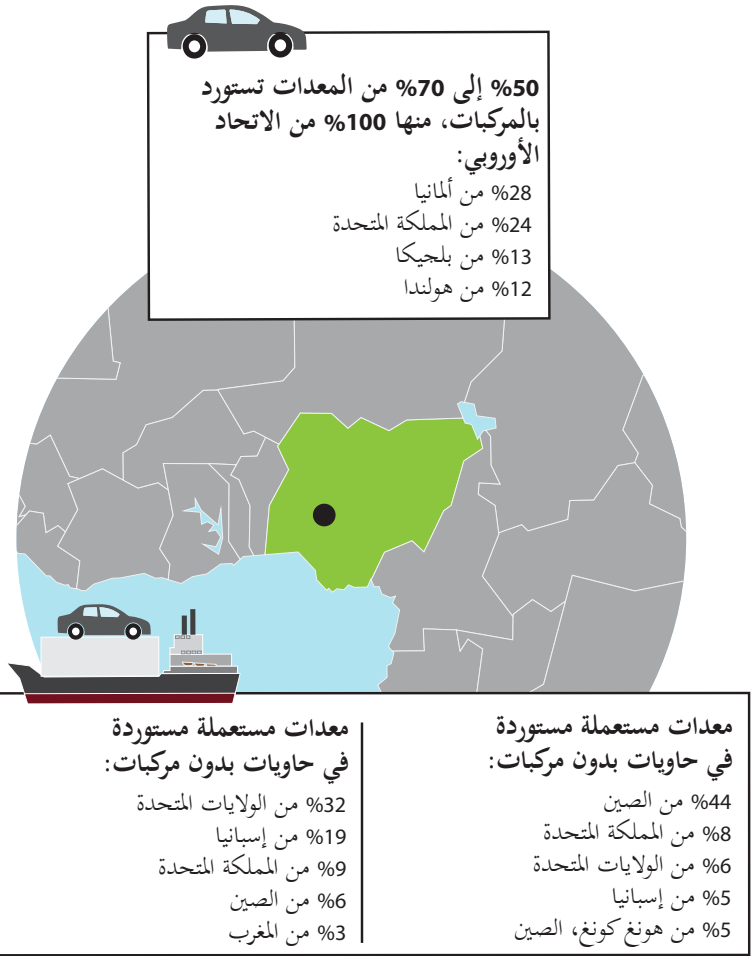 50% إلى 70% من المعدات تستورد
بالمركبات، منها 100% من الاتحاد
الأوروبي:
28% من ألمانيا
24% من المملكة المتحدة
13% من بلجيكا
12% من هولندا
معدات مستعملة مستوردة
في حاويات بدون مركبات:
44% من الصين
8% من المملكة المتحدة
6% من الولايات المتحدة
5% من إسبانيا
5% من هونغ كونغ، الصين
معدات مستعملة مستوردة
في حاويات بدون مركبات:
32% من الولايات المتحدة
19% من إسبانيا
9% من المملكة المتحدة
6% من الصين
3% من المغرب